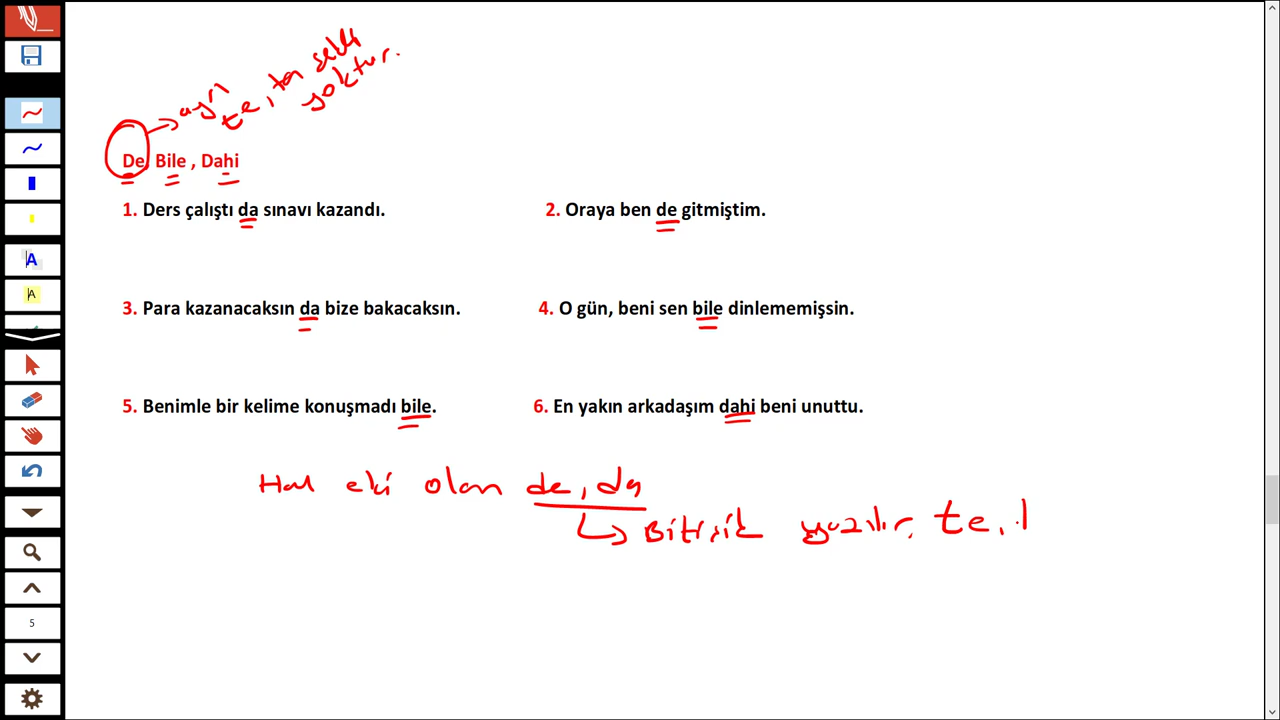 ayrı
te, ta şekli
yoktur.
De, Bile , Dahi
1. Ders çalıştı da sınavı kazandı.
2. Oraya ben de gitmiştim.
3. Para kazanacaksın da bize bakacaksın.
4. O gün, beni sen bile dinlememişsin.
5. Benimle bir kelime konuşmadı bile.
6. En yakın arkadaşım dahi beni unuttu.
Hal eki olan de, da
Bitişik yazılır, te,
A
A
5